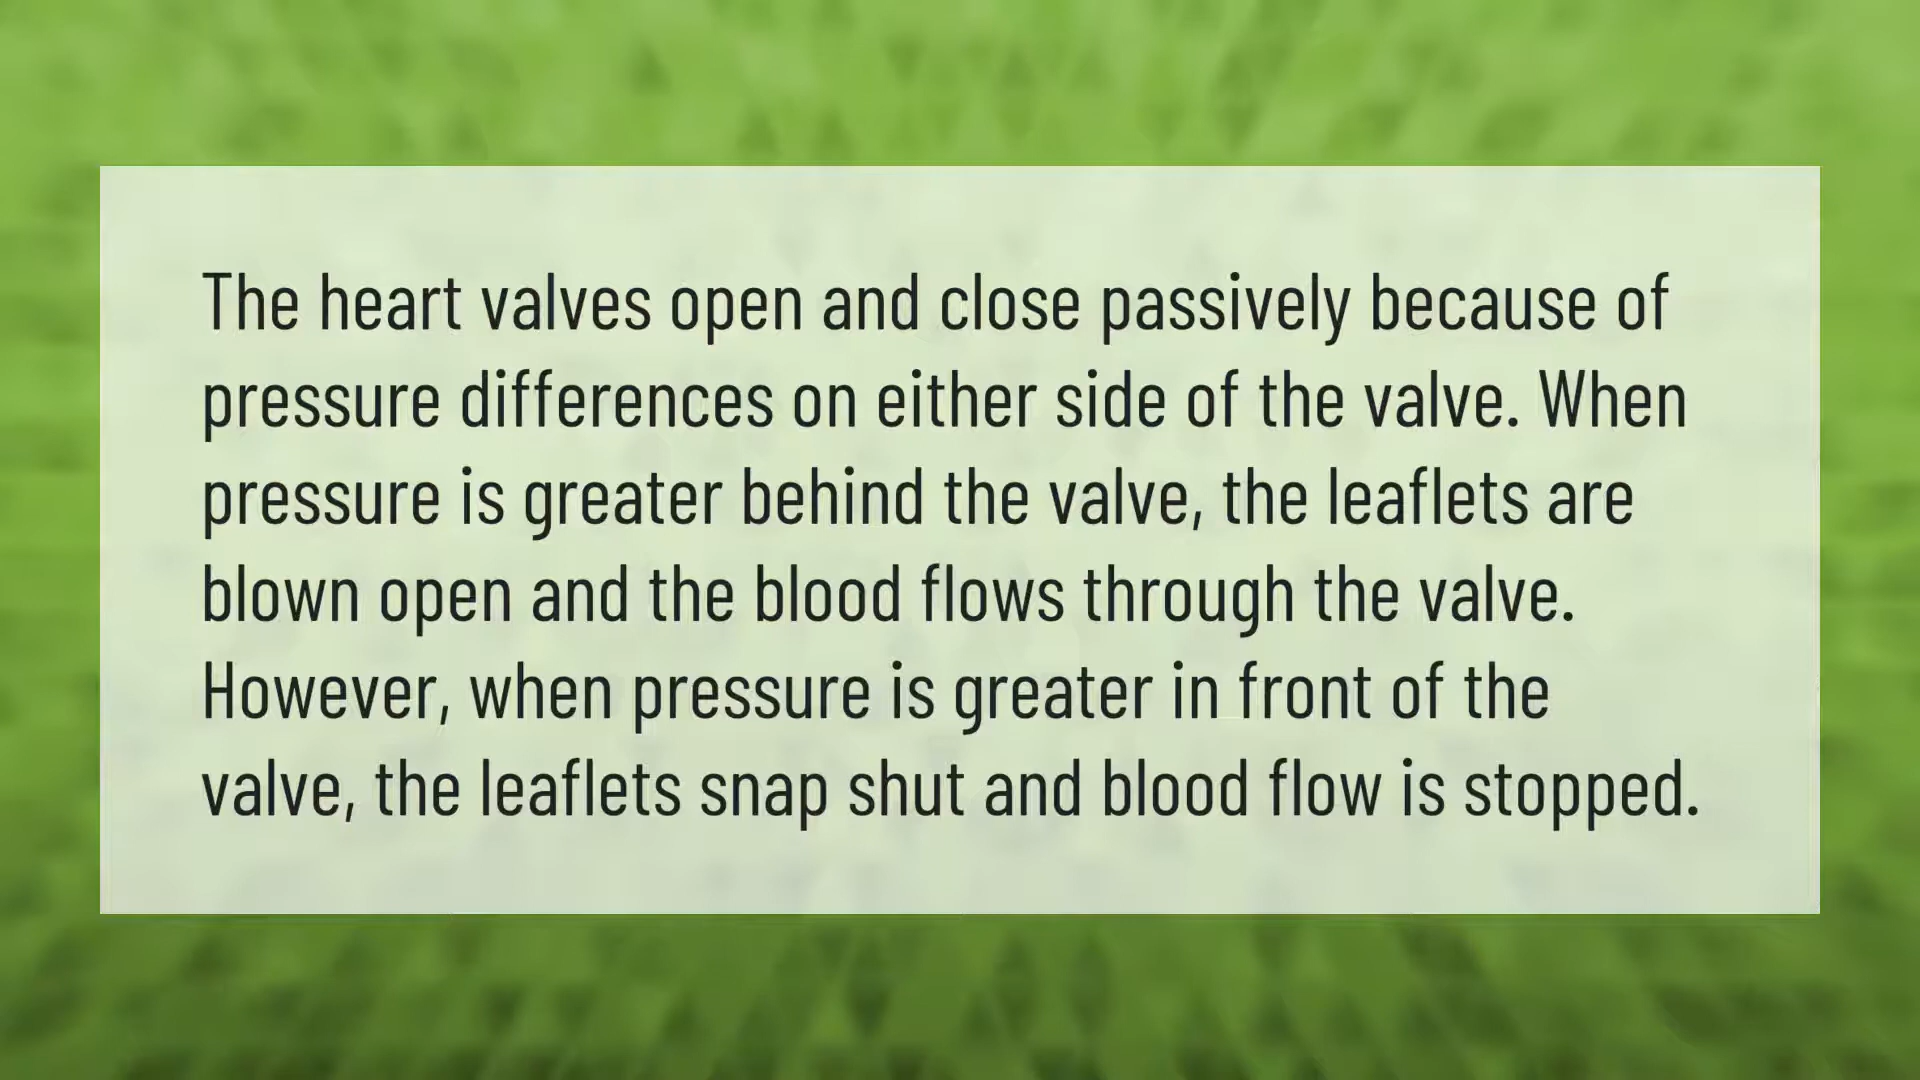 The heart valves open and close passively because of
pressure differences on either side of the valve. When
pressure is greater behind the valve, the leaflets are
blown open and the blood flows through the valve.
However, when pressure is greater in front of the
valve, the leaflets snap shut and blood flow is stopped.